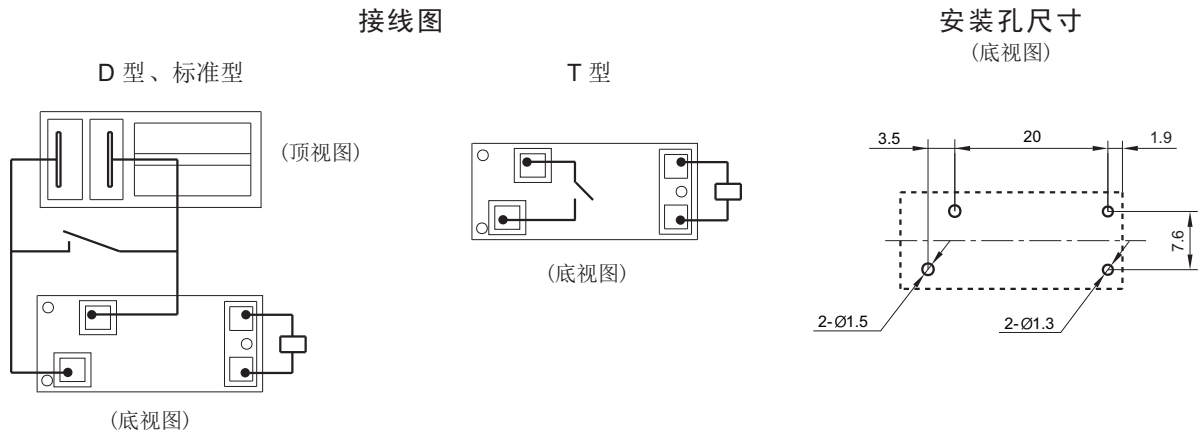 接线图
安装孔尺寸
(底视图)
D 型、标准型
T 型
(顶视图)
(底视图)
(底视图)
3.5
20
1.9
7.6
2-Ø1.5
2-Ø1.3